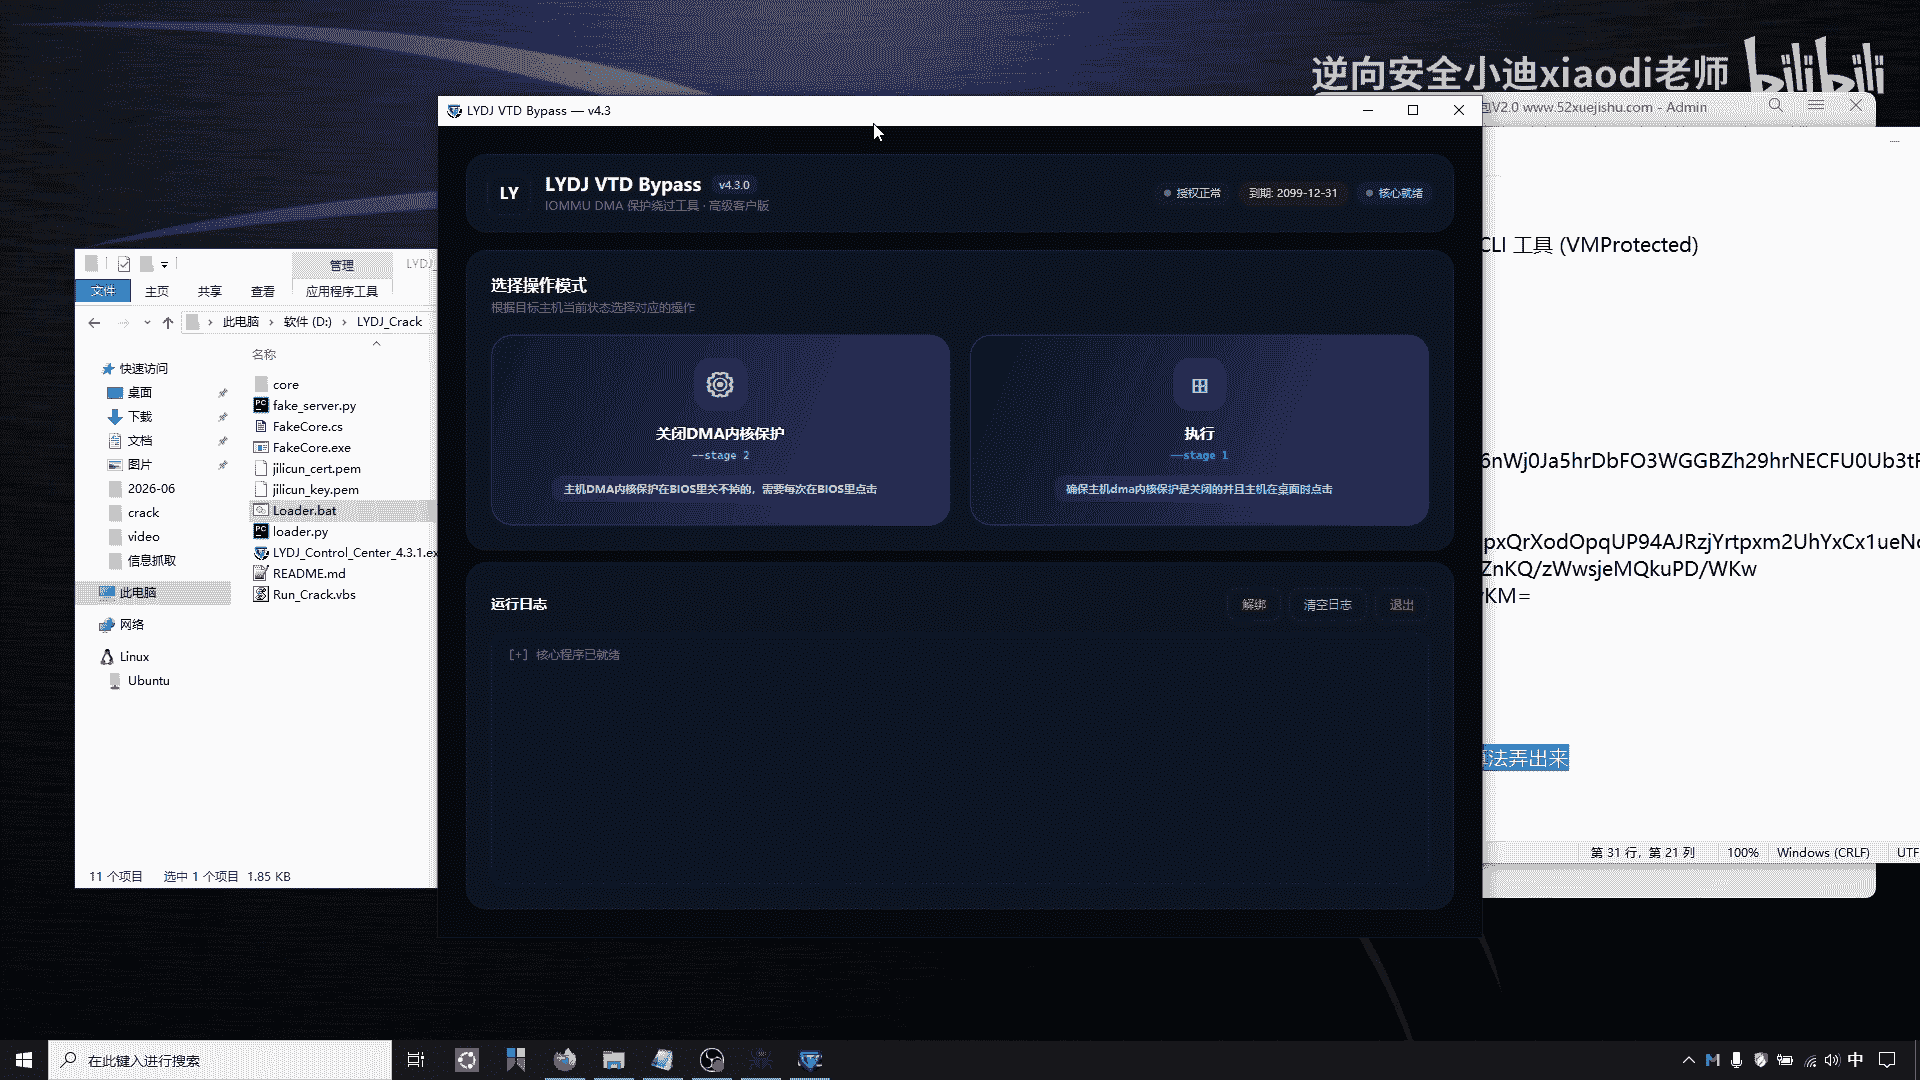 逆向安全小迪xiaodi老师 bilibili
包V2.0 www.52xuejishu.com - Admin
LYDJ VTD Bypass — v4.3
LY
LYDJ VTD Bypass v4.3.0
IOMMU DMA 保护绕过工具 · 高级客户版
授权正常
到期: 2099-12-31
核心就绪
选择操作模式
根据目标主机当前状态选择对应的操作
关闭DMA内核保护
--stage 2
主机DMA内核保护在BIOS里关不掉的，需要每次在BIOS里点击
执行
--stage 1
确保主机dma内核保护是关闭的并且主机在桌面时点击
运行日志
解绑
清空日志
退出
[+] 核心程序已就绪
管理
LYDJ_
文件
主页
共享
查看
应用程序工具
此电脑 › 软件 (D:) › LYDJ_Crack
名称
快速访问
桌面
下载
文档
图片
2026-06
crack
video
信息抓取
此电脑
网络
Linux
Ubuntu
core
fake_server.py
FakeCore.cs
FakeCore.exe
jilicun_cert.pem
jilicun_key.pem
Loader.bat
loader.py
LYDJ_Control_Center_4.3.1.ex
README.md
Run_Crack.vbs
11 个项目
选中 1 个项目 1.85 KB
CLI 工具 (VMProtected)
6nWj0Ja5hrDbFO3WGGBZh29hrNECFU0Ub3tF
pxQrXodOpqUP94AJRzjYrtpxm2UhYxCx1ueNc
ZnKQ/zWwsjeMQkuPD/WKw
KM=
算法弄出来
第 31 行，第 21 列
100%
Windows (CRLF)
UTF
在此键入进行搜索
中